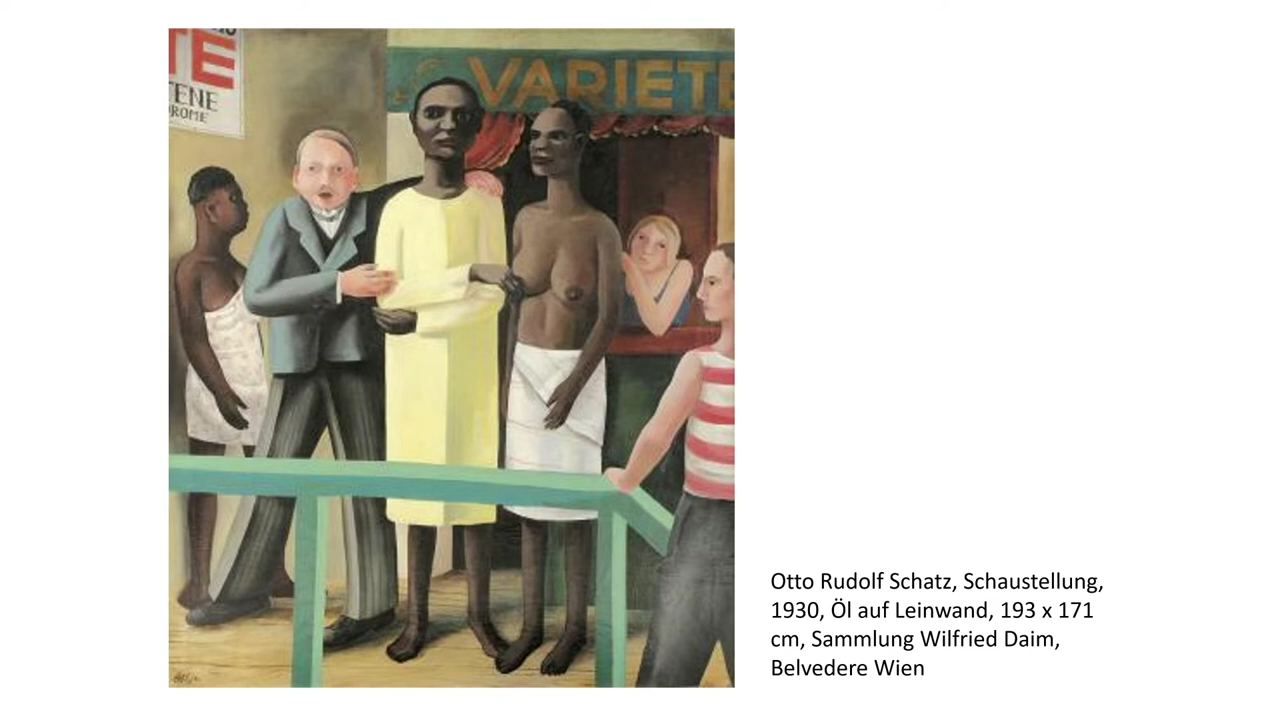 TE
TENE
ROME
VARIETE
Otto Rudolf Schatz, Schaustellung,
1930, Öl auf Leinwand, 193 x 171
cm, Sammlung Wilfried Daim,
Belvedere Wien